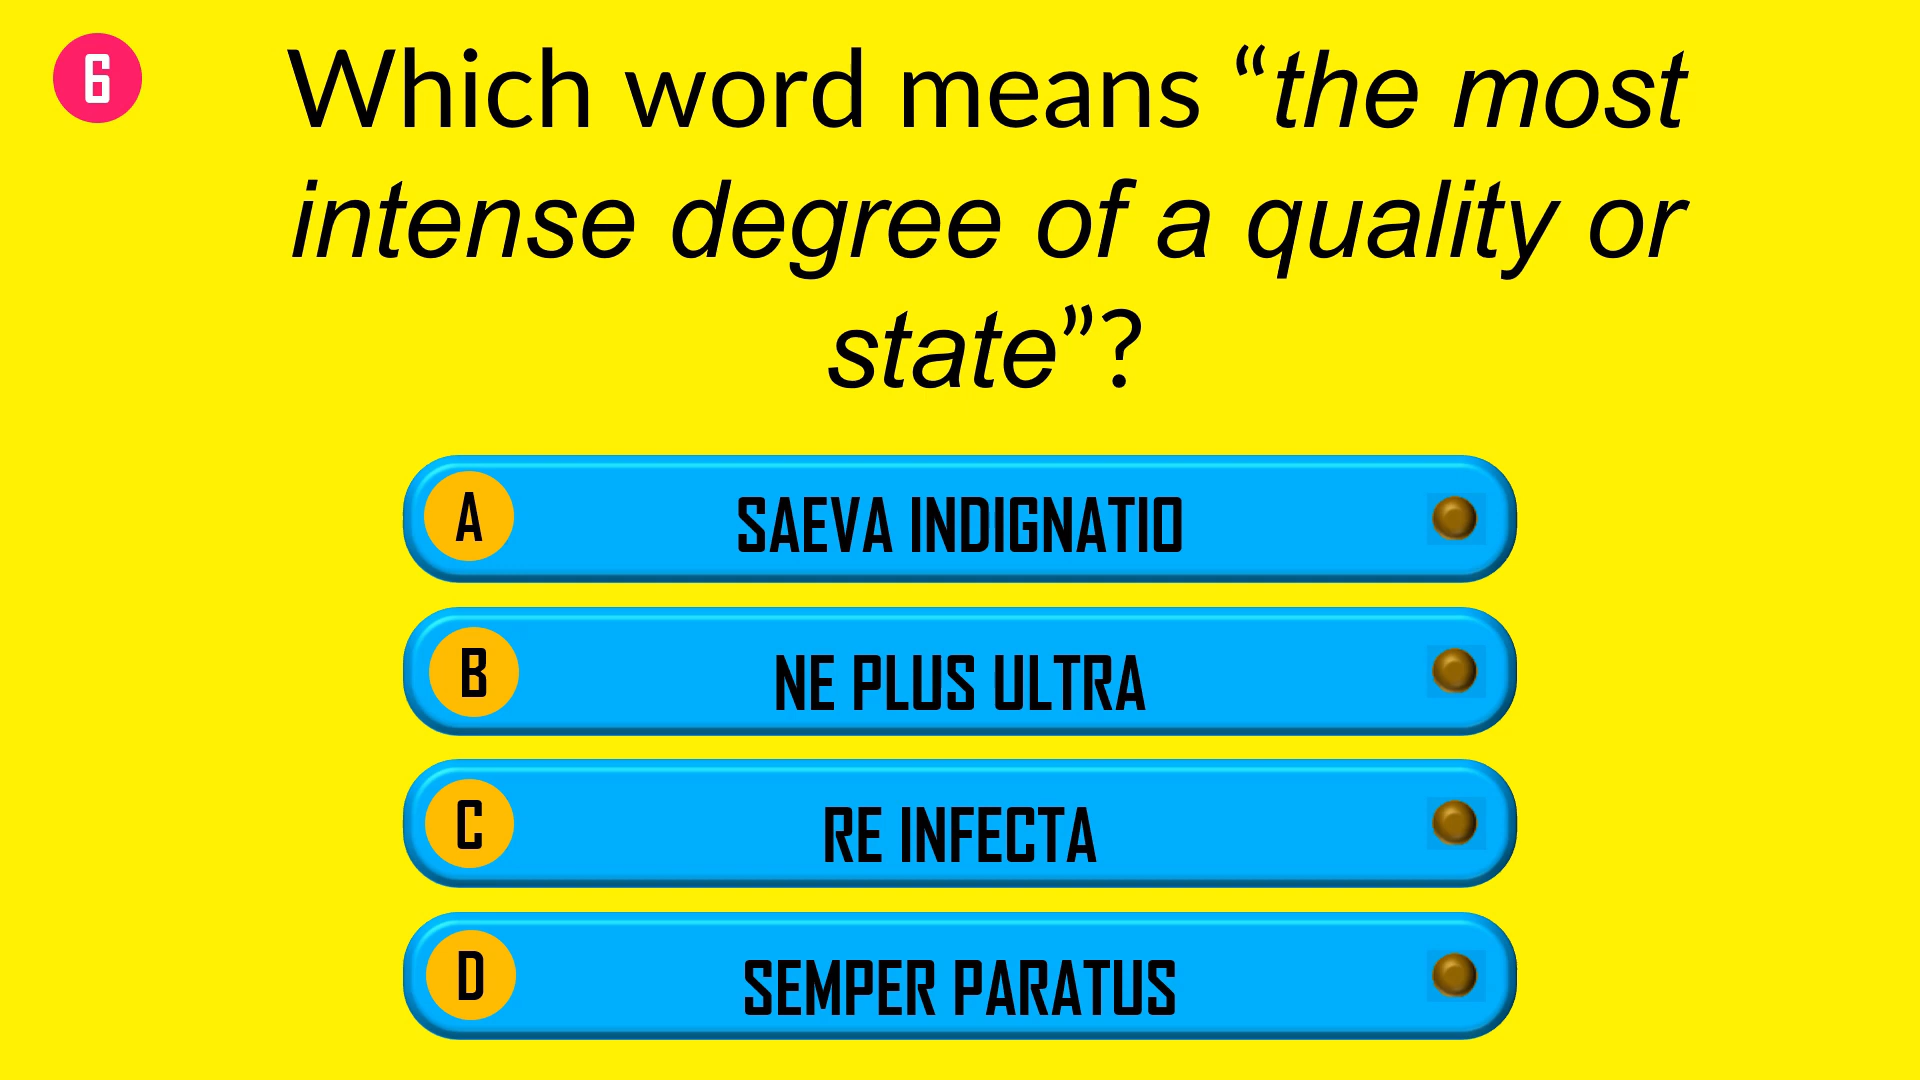 6
Which word means “the most
intense degree of a quality or
state”?
A SAEVA INDIGNATIO
B NE PLUS ULTRA
C RE INFECTA
D SEMPER PARATUS